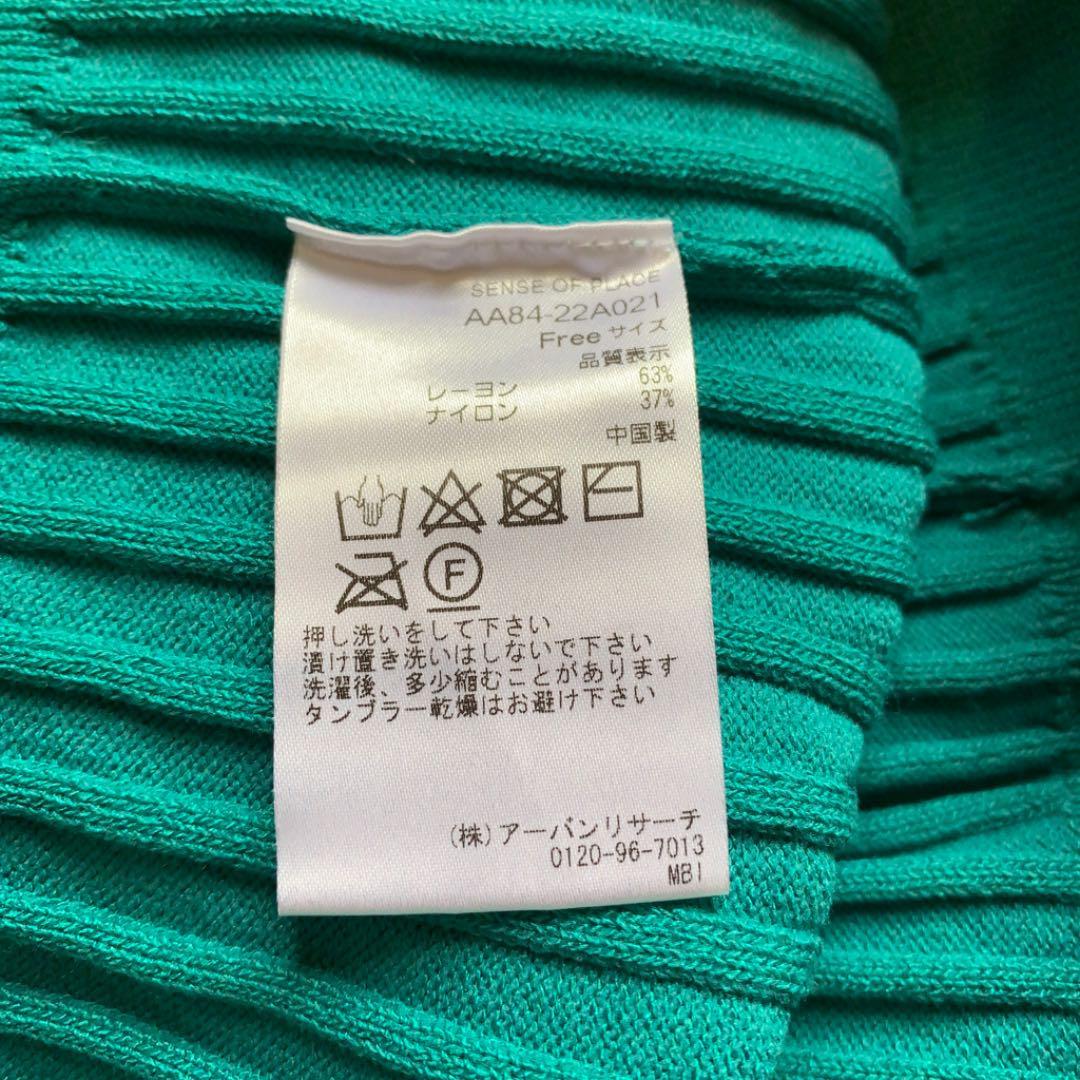 SENSE OF PLACE
AA84-22A021
Free サイズ
品質表示
レーヨン 63%
ナイロン 37%
中国製
F
押し洗いをして下さい
漬け置き洗いはしないで下さい
洗濯後、多少縮むことがあります
タンブラー乾燥はお避け下さい
(株)アーバンリサーチ
0120-96-7013
MBI